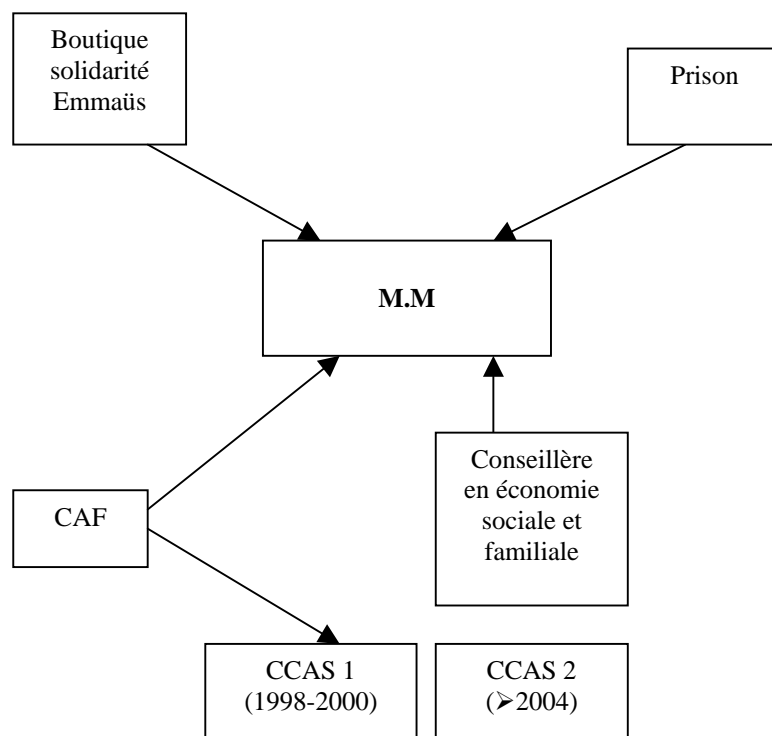 Boutique
solidarité
Emmaüs
Prison
M.M
Conseillère
en économie
sociale et
familiale
CAF
CCAS 1
(1998-2000)
CCAS 2
(➢2004)